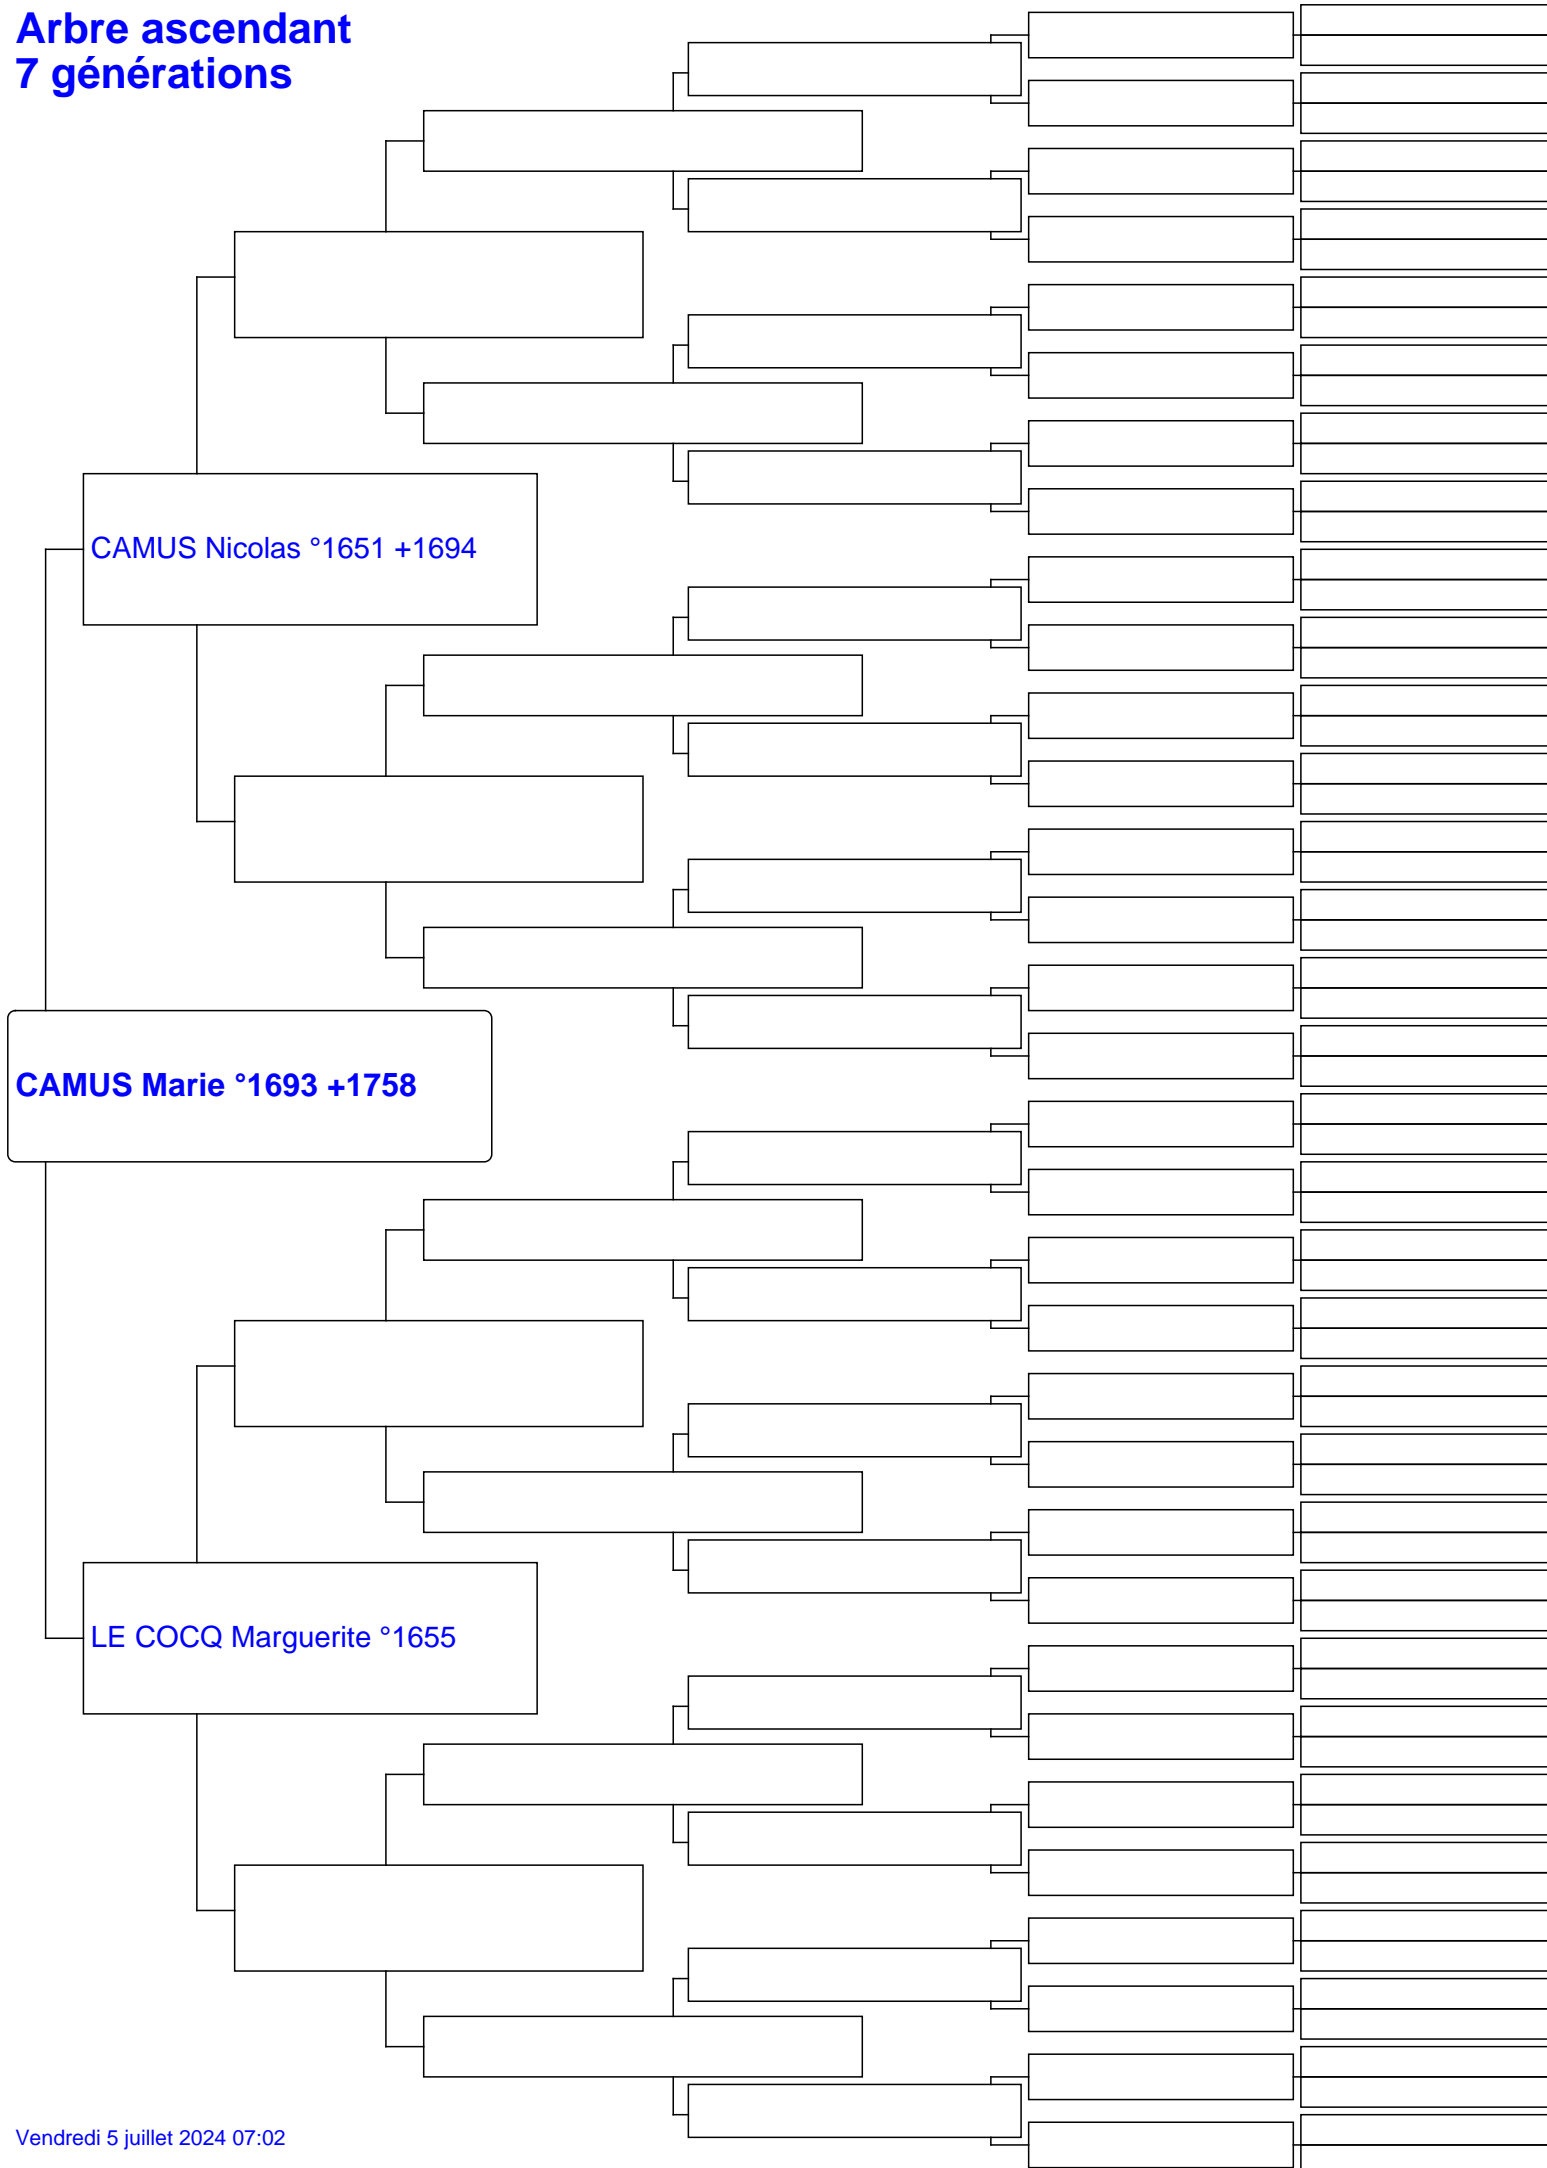 Arbre ascendant
7 générations
CAMUS Nicolas °1651 +1694
CAMUS Marie °1693 +1758
LE COCQ Marguerite °1655
Vendredi 5 juillet 2024 07:02